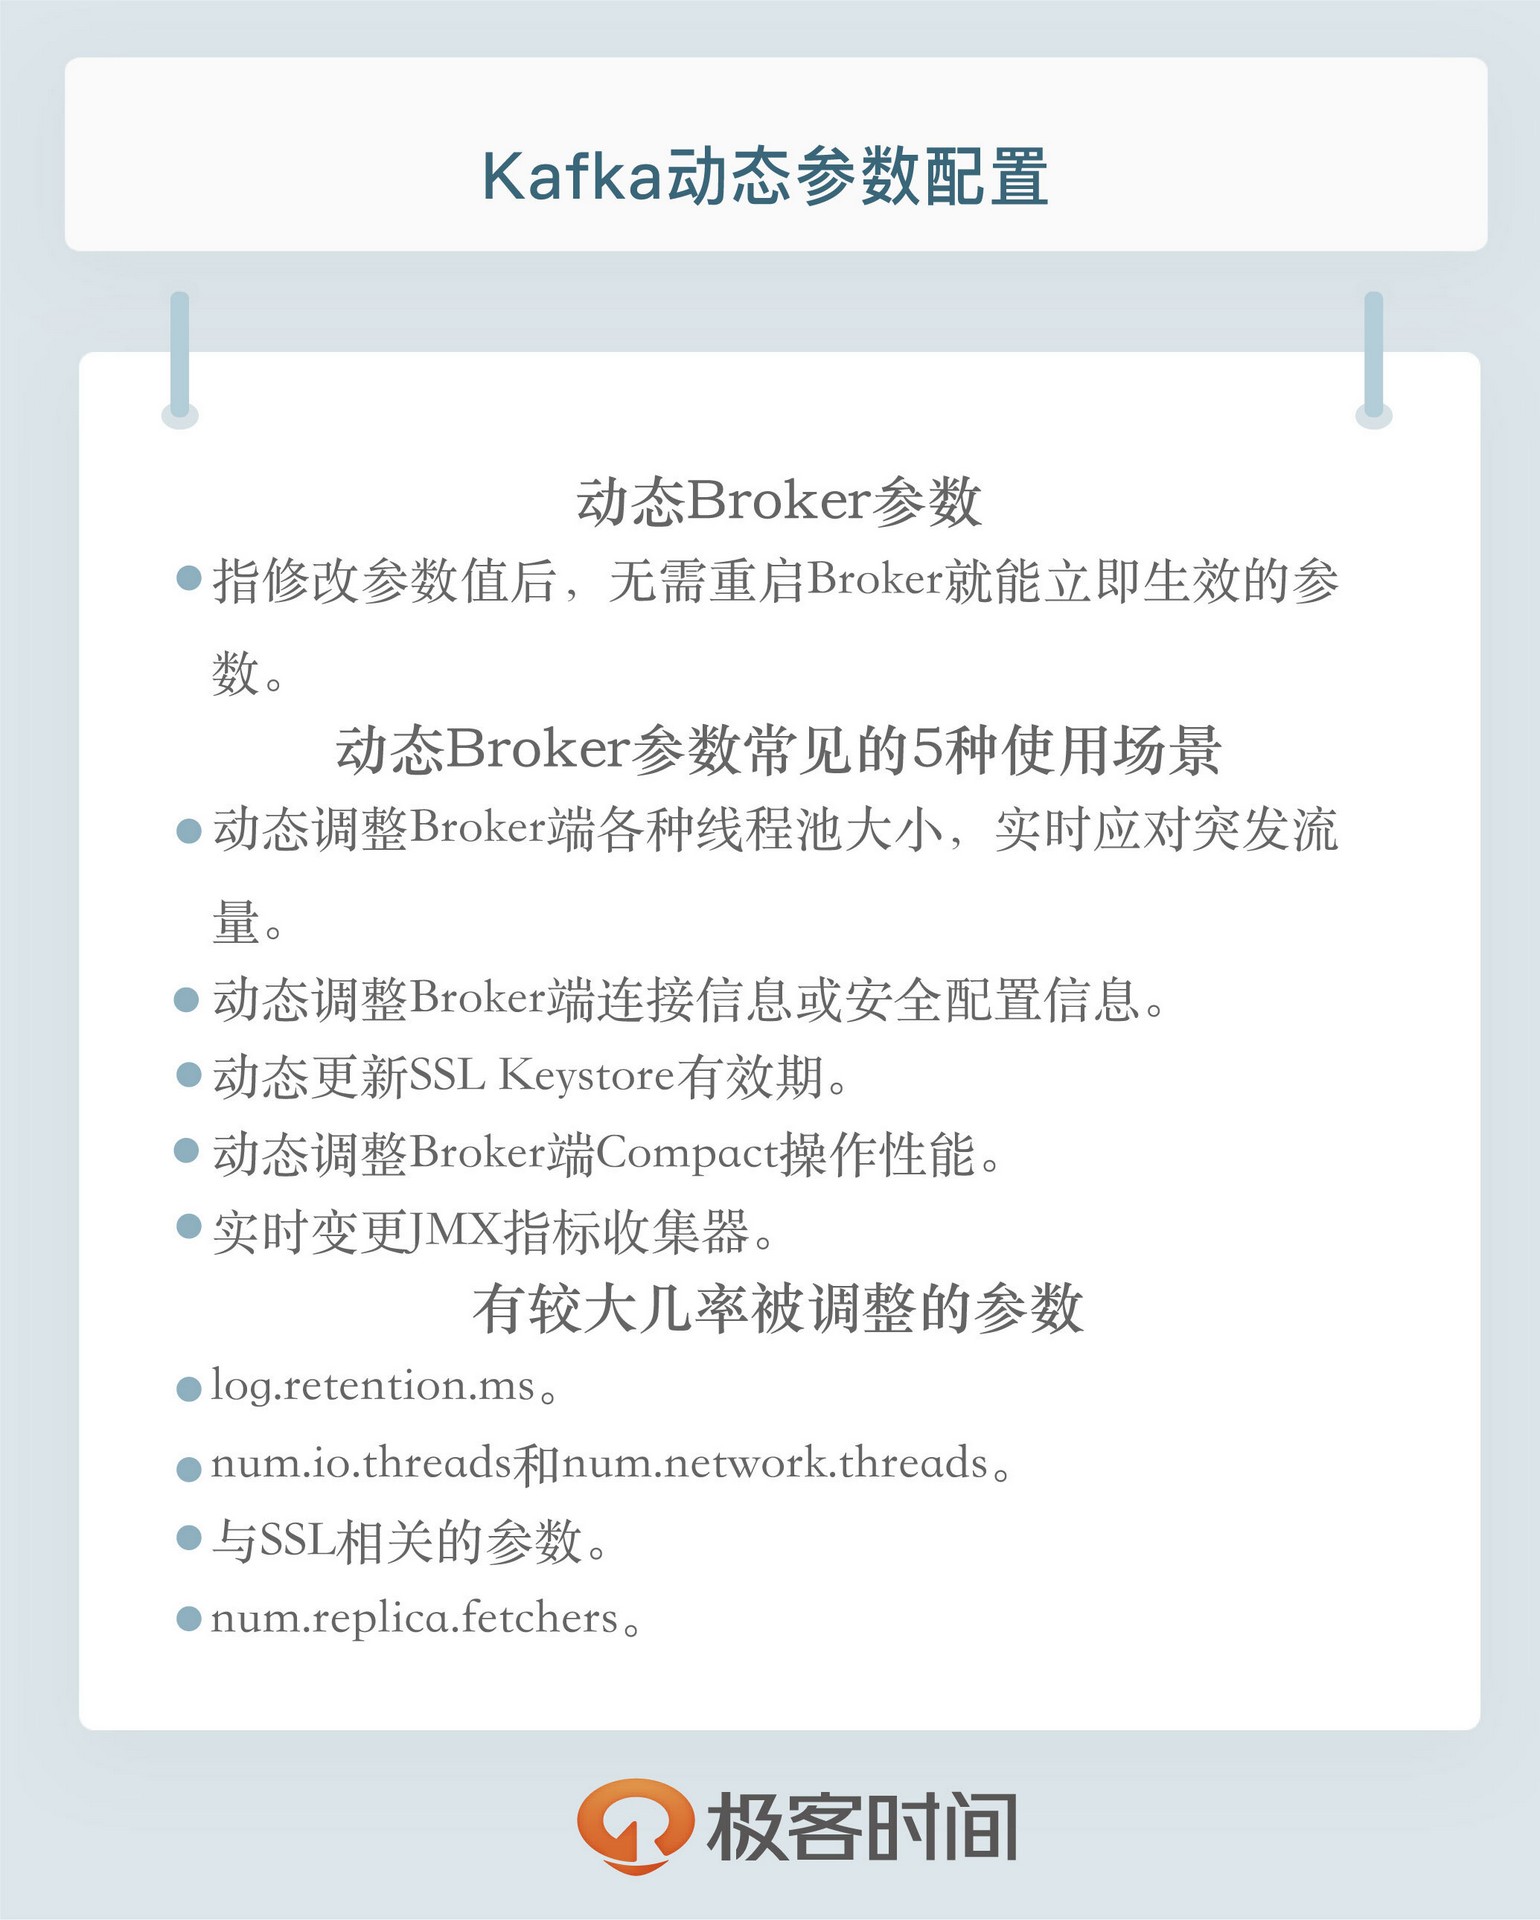 Kafka动态参数配置
动态Broker参数
指修改参数值后，无需重启Broker就能立即生效的参
数。
动态Broker参数常见的5种使用场景
动态调整Broker端各种线程池大小，实时应对突发流
量。
动态调整Broker端连接信息或安全配置信息。
动态更新SSL Keystore有效期。
动态调整Broker端Compact操作性能。
实时变更JMX指标收集器。
有较大几率被调整的参数
log.retention.ms。
num.io.threads和num.network.threads。
与SSL相关的参数。
num.replica.fetchers。
极客时间